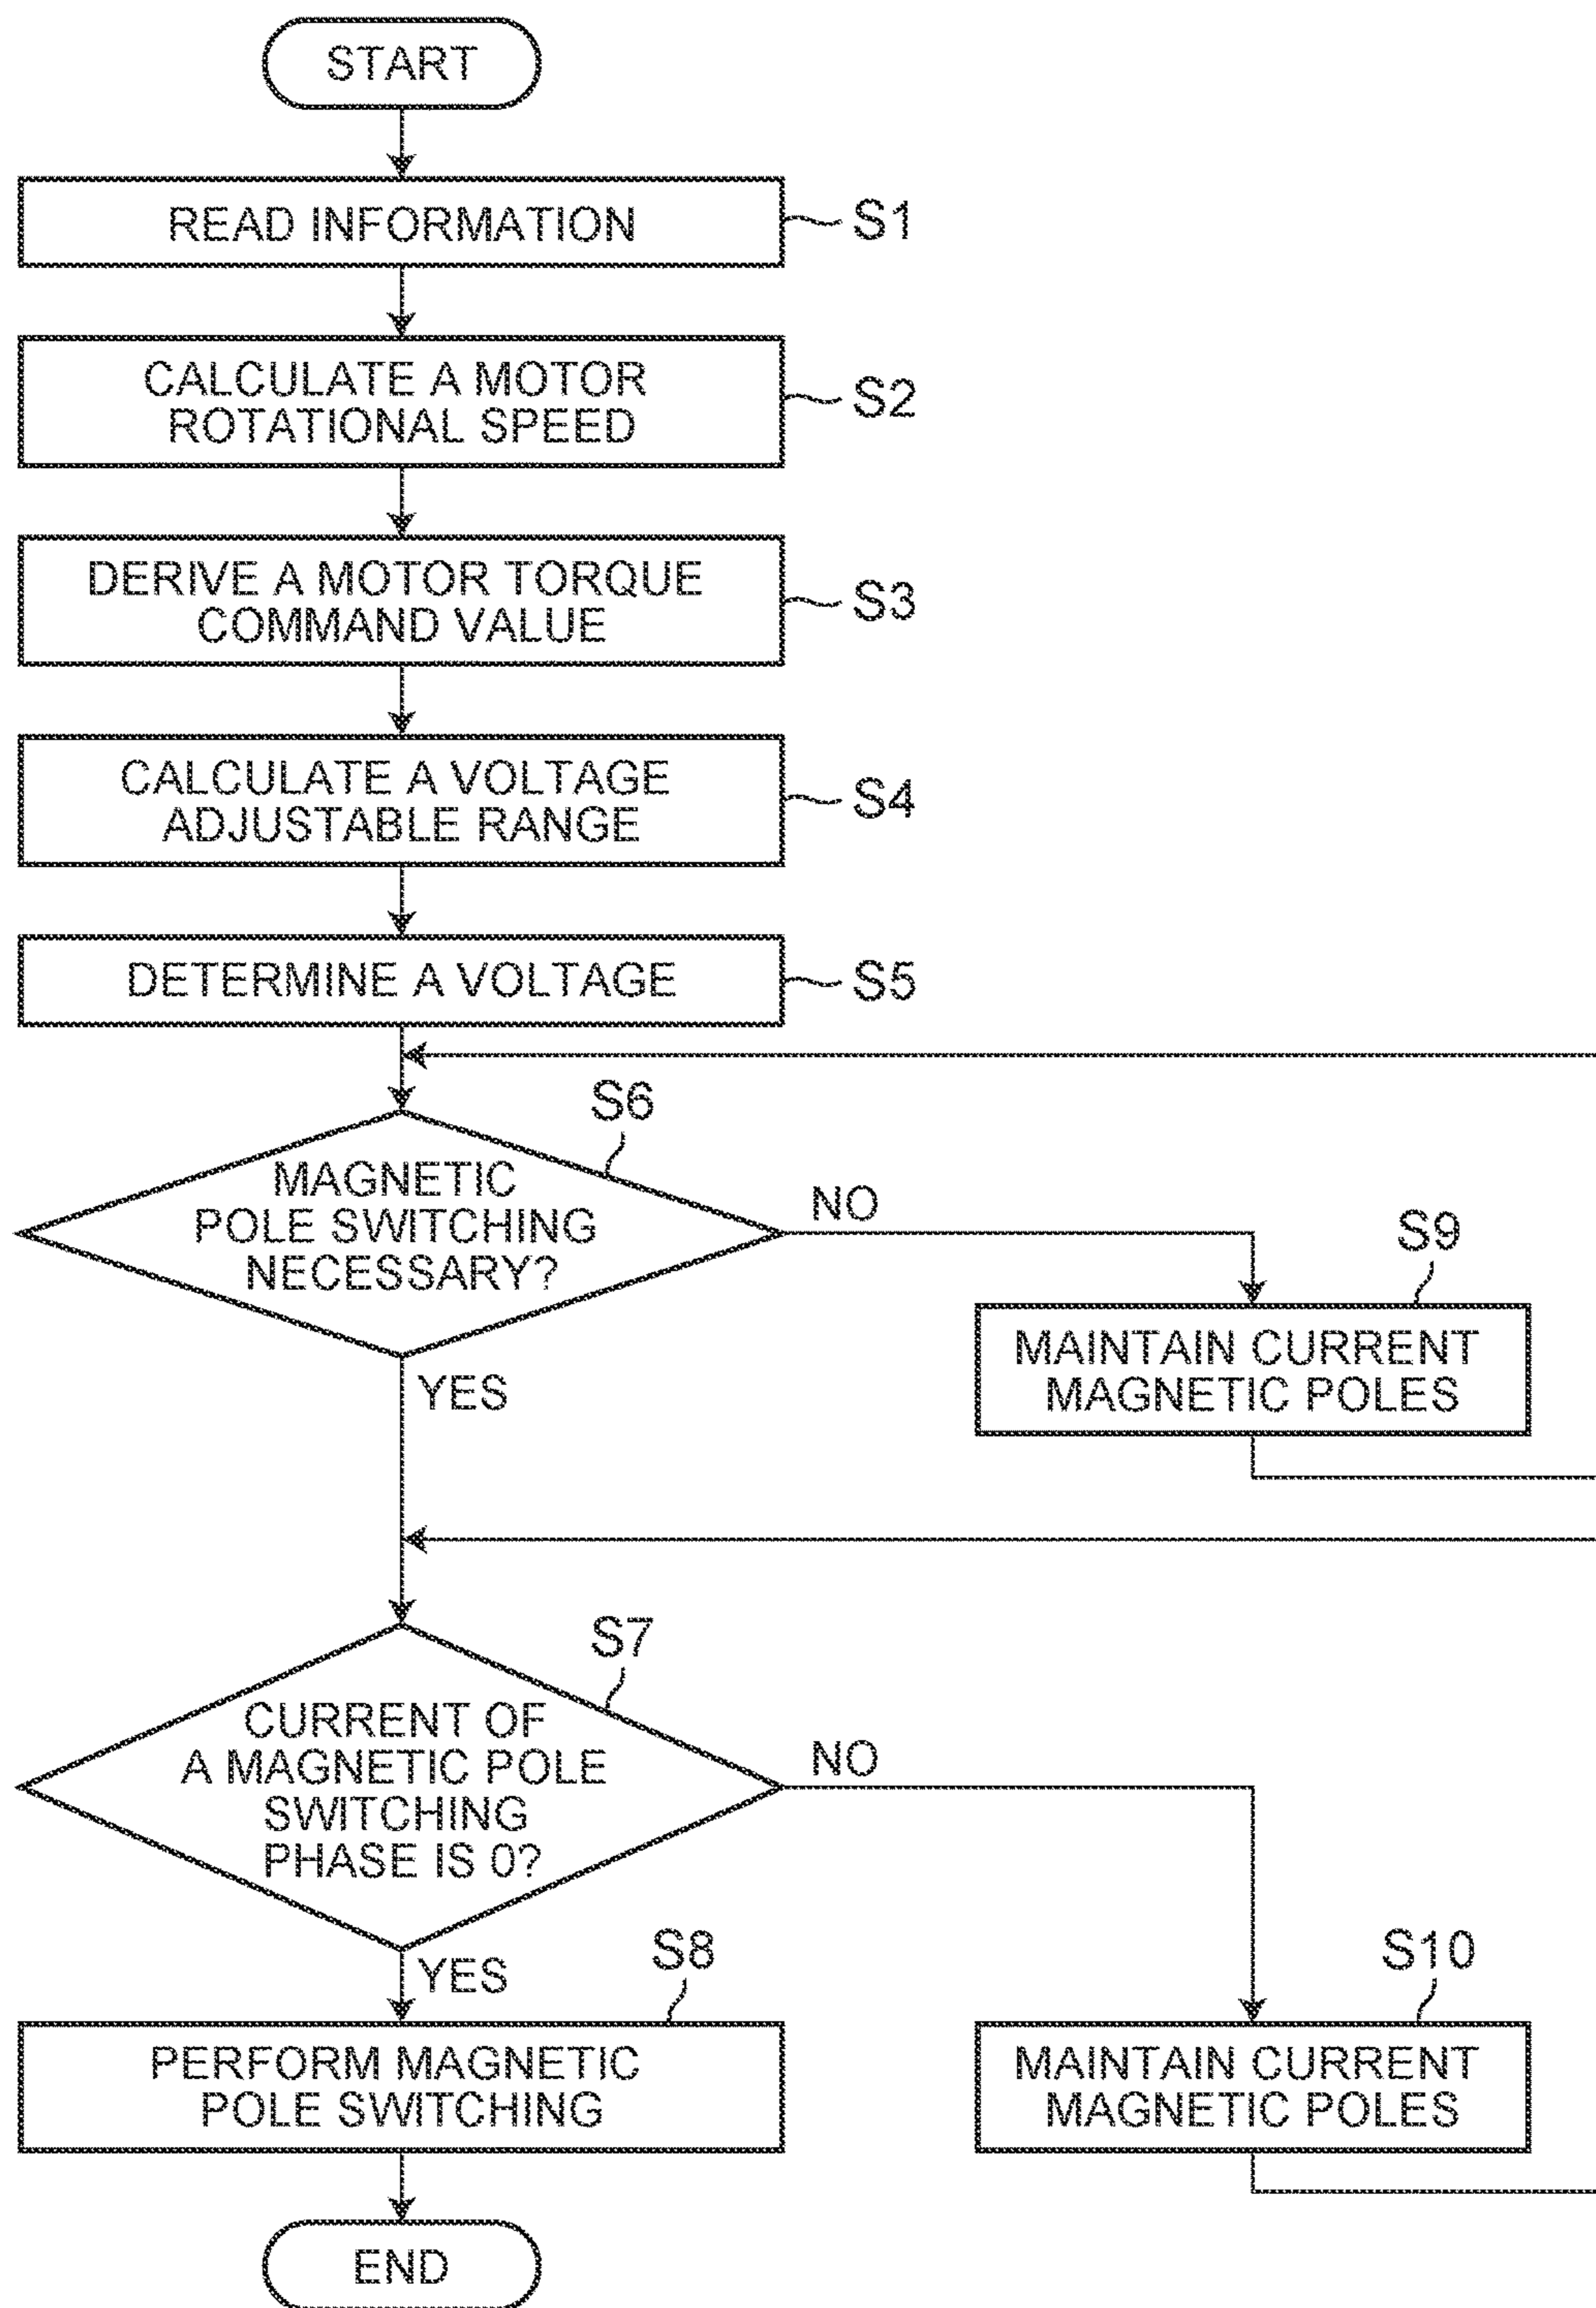 START
READ INFORMATION
S1
CALCULATE A MOTOR
ROTATIONAL SPEED
S2
DERIVE A MOTOR TORQUE
COMMAND VALUE
S3
CALCULATE A VOLTAGE
ADJUSTABLE RANGE
S4
DETERMINE A VOLTAGE
S5
S6
MAGNETIC
POLE SWITCHING
NECESSARY?
NO
YES
S9
MAINTAIN CURRENT
MAGNETIC POLES
S7
CURRENT OF
A MAGNETIC POLE
SWITCHING
PHASE IS 0?
NO
YES
S8
PERFORM MAGNETIC
POLE SWITCHING
S10
MAINTAIN CURRENT
MAGNETIC POLES
END